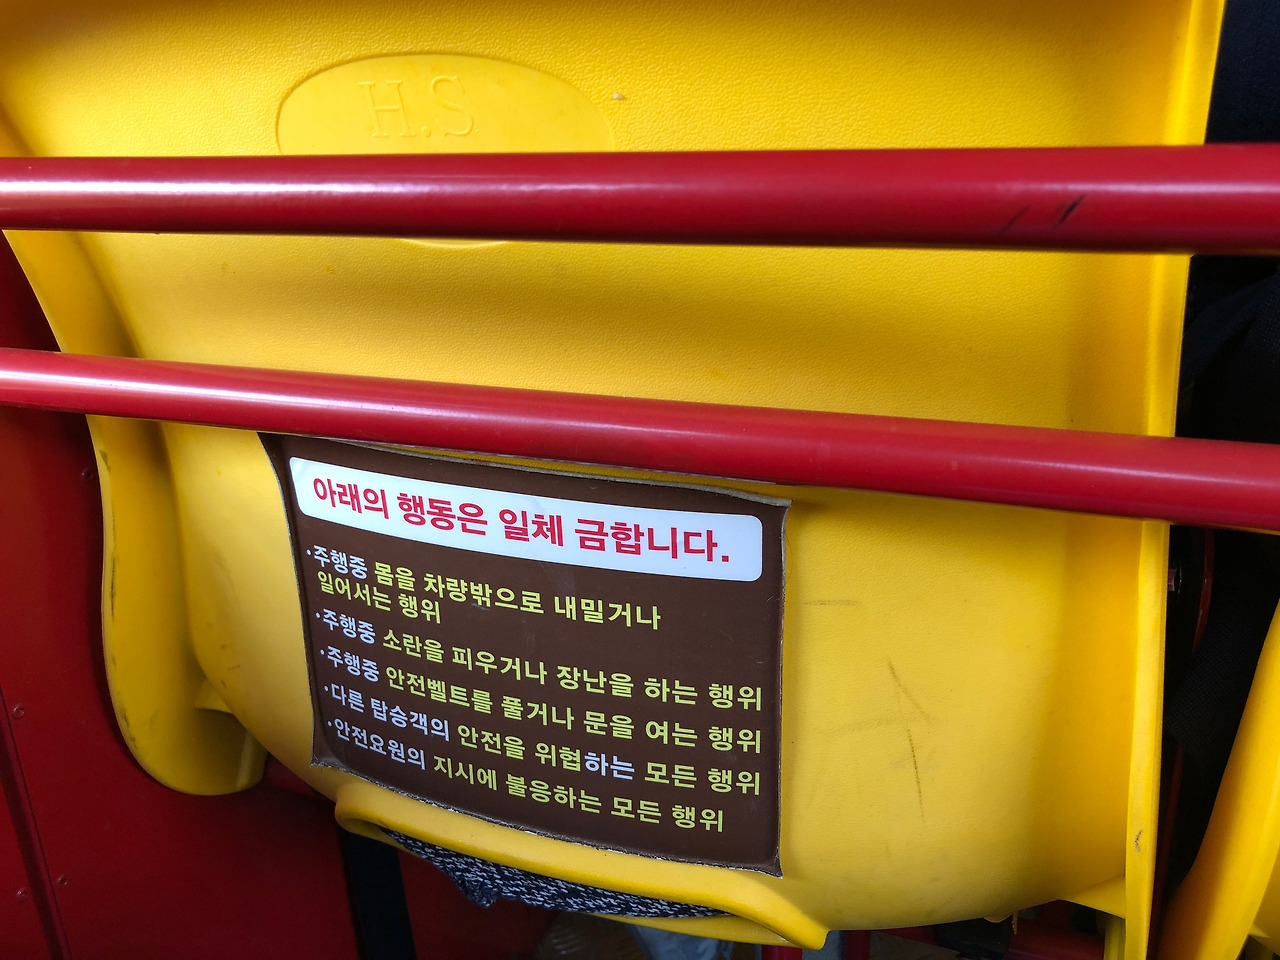 H.S
아래의 행동은 일체 금합니다.
·주행중 몸을 차량밖으로 내밀거나
일어서는 행위
·주행중 소란을 피우거나 장난을 하는 행위
·주행중 안전벨트를 풀거나 문을 여는 행위
·다른 탑승객의 안전을 위협하는 모든 행위
·안전요원의 지시에 불응하는 모든 행위